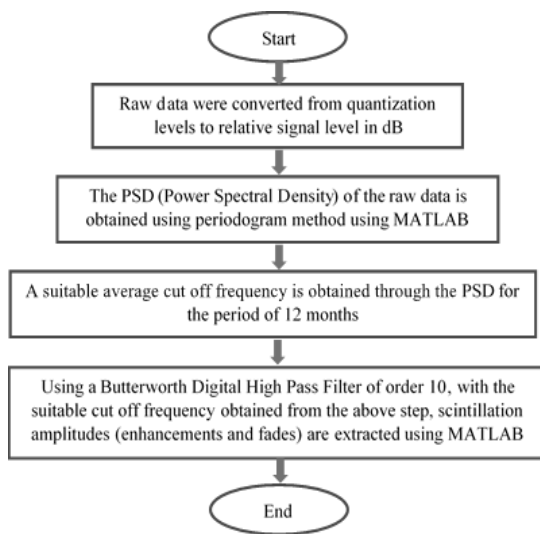 Start
Raw data were converted from quantization
levels to relative signal level in dB
The PSD (Power Spectral Density) of the raw data is
obtained using periodogram method using MATLAB
A suitable average cut off frequency is obtained through the PSD for
the period of 12 months
Using a Butterworth Digital High Pass Filter of order 10, with the
suitable cut off frequency obtained from the above step, scintillation
amplitudes (enhancements and fades) are extracted using MATLAB
End